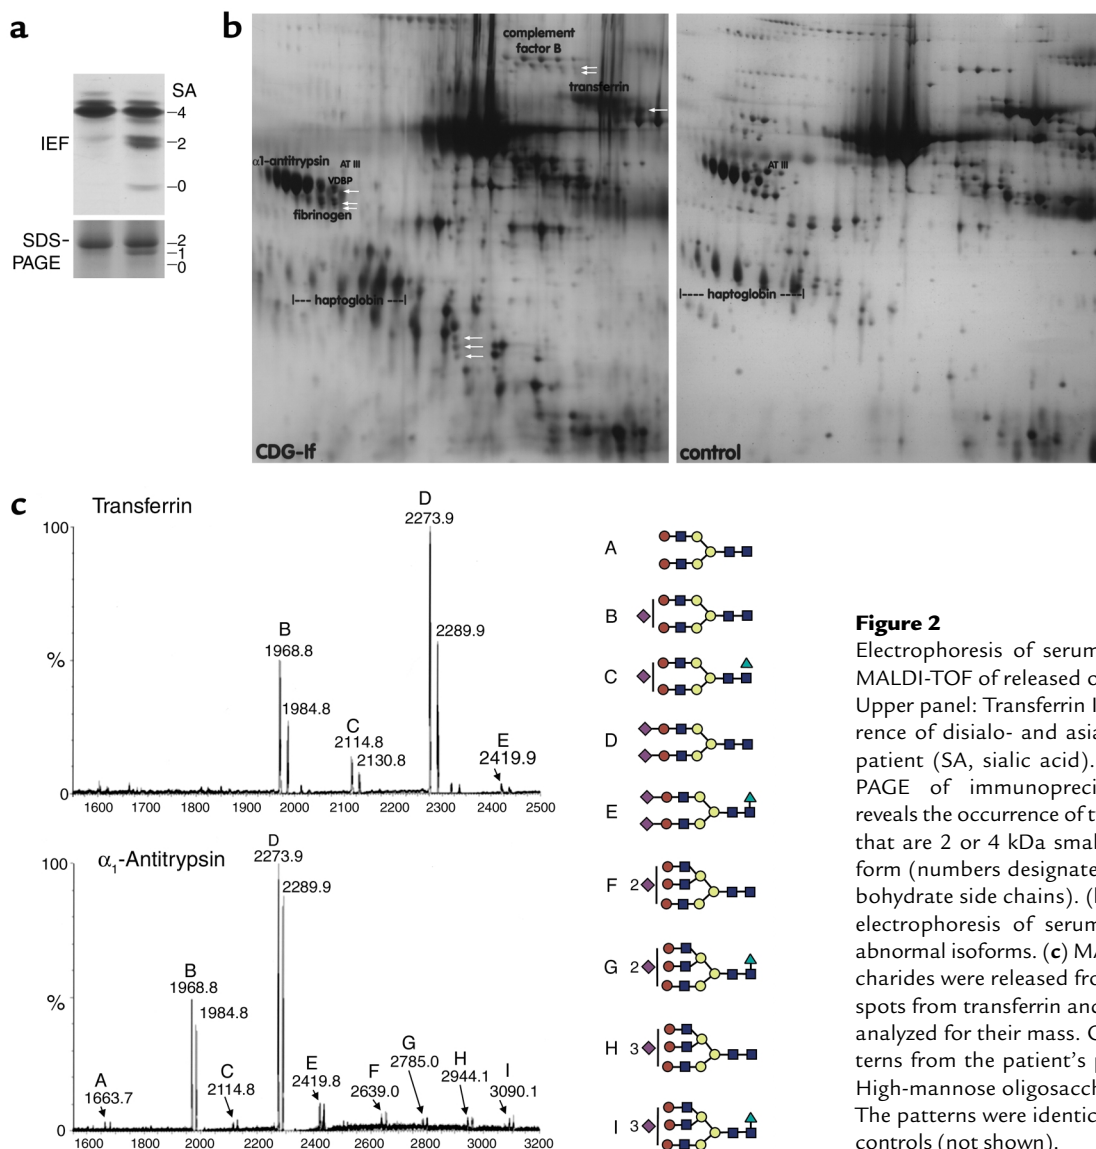 a
SA
4
IEF
2
0
SDS-
PAGE
2
1
0
b
complement
factor B
transferrin
α1-antitrypsin
AT III
VDBP
fibrinogen
|--- haptoglobin ---|
CDG-If
AT III
|---- haptoglobin ----|
control
c
Transferrin
100
%
0
B
1968.8
1984.8
C
2114.8
2130.8
D
2273.9
2289.9
E
2419.9
1600 1700 1800 1900 2000 2100 2200 2300 2400 2500
α1-Antitrypsin
100
%
0
A
1663.7
B
1968.8
1984.8
C
2114.8
D
2273.9
2289.9
E
2419.8
F
2639.0
G
2785.0
H
2944.1
I
3090.1
1600 1800 2000 2200 2400 2600 2800 3000 3200
A
B
C
D
E
F 2
G 2
H 3
I 3
Figure 2
Electrophoresis of serum
MALDI-TOF of released o
Upper panel: Transferrin I
rence of disialo- and asia
patient (SA, sialic acid).
PAGE of immunopreci
reveals the occurrence of t
that are 2 or 4 kDa small
form (numbers designate
bohydrate side chains). (
electrophoresis of serum
abnormal isoforms. (c) MA
charides were released fro
spots from transferrin and
analyzed for their mass. C
terns from the patient's p
High-mannose oligosacch
The patterns were identic
controls (not shown).